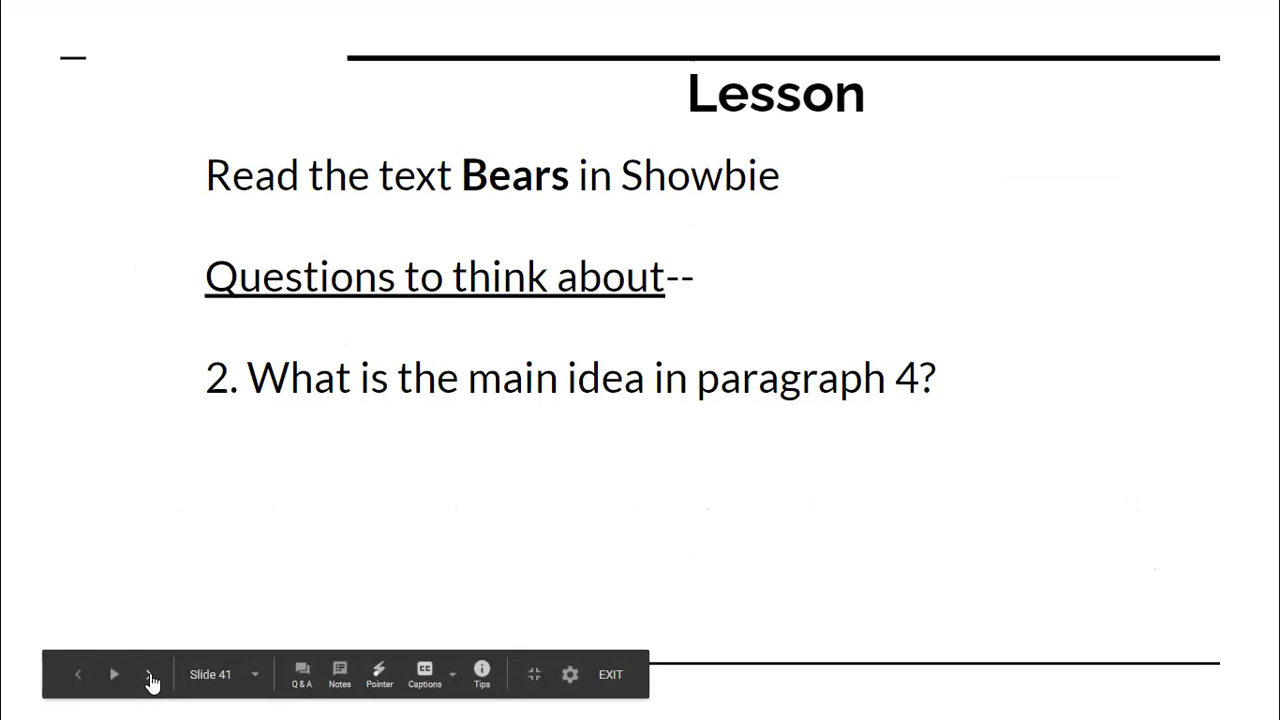 Lesson
Read the text Bears in Showbie
Questions to think about--
2. What is the main idea in paragraph 4?
Slide 41
Q & A
Notes
Pointer
Captions
Tips
EXIT